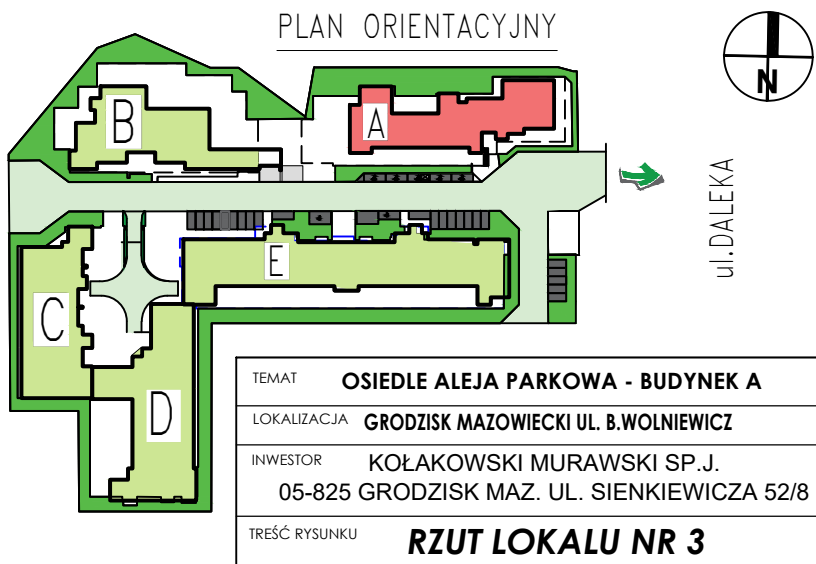 PLAN ORIENTACYJNY
N
B
A
ul.DALEKA
E
C
D
TEMAT OSIEDLE ALEJA PARKOWA - BUDYNEK A
LOKALIZACJA GRODZISK MAZOWIECKI UL. B.WOLNIEWICZ
INWESTOR KOŁAKOWSKI MURAWSKI SP.J.
05-825 GRODZISK MAZ. UL. SIENKIEWICZA 52/8
TREŚĆ RYSUNKU RZUT LOKALU NR 3